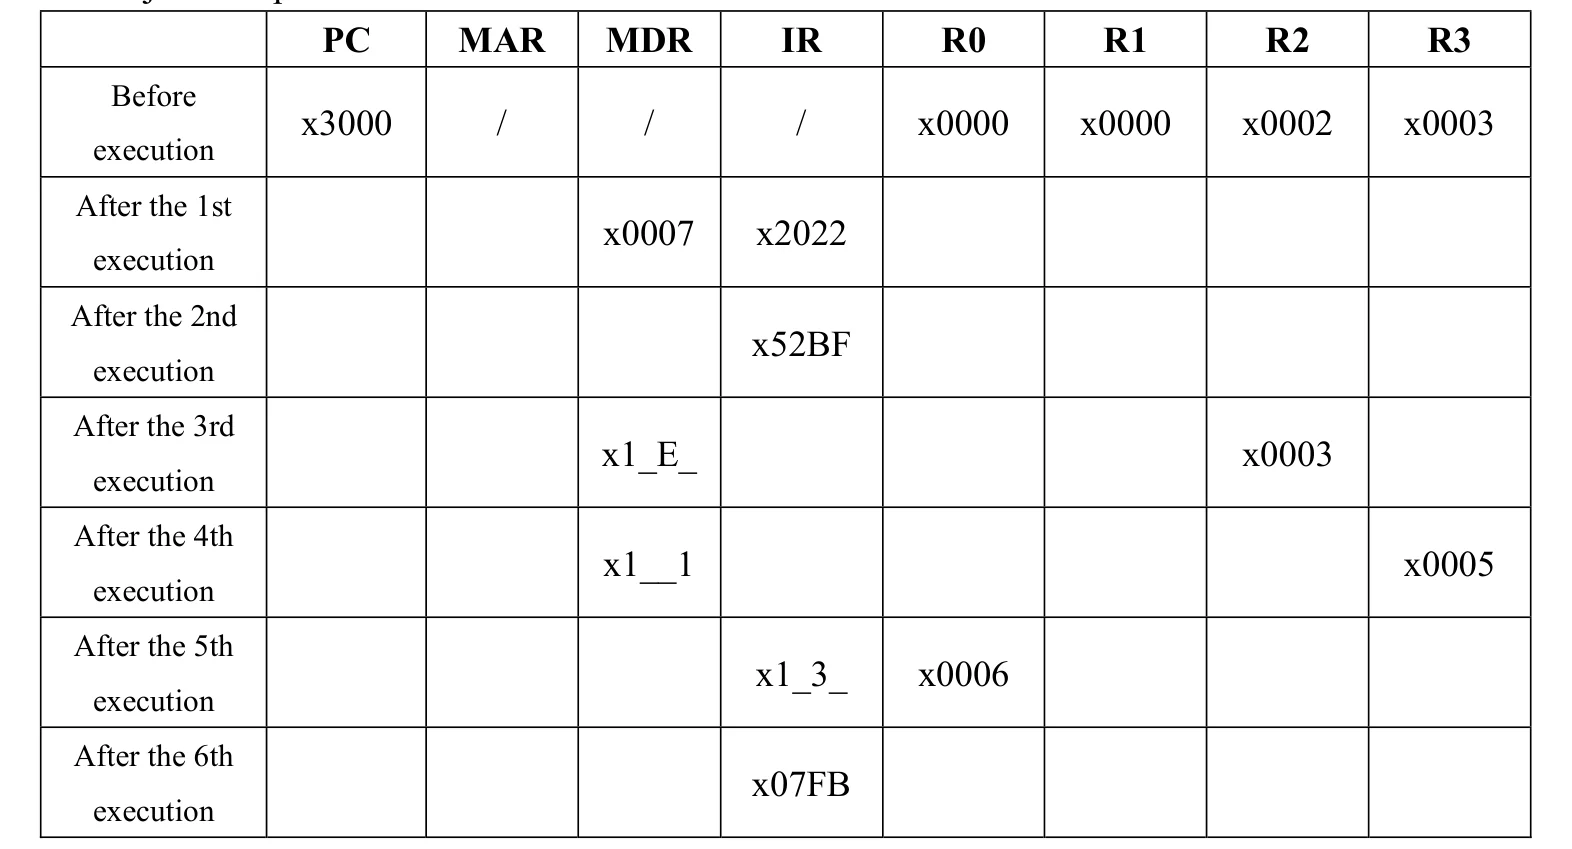 PC MAR MDR IR R0 R1 R2 R3
Before
execution
x3000 / / / x0000 x0000 x0002 x0003
After the 1st
execution
x0007 x2022
After the 2nd
execution
x52BF
After the 3rd
execution
x1_E_ x0003
After the 4th
execution
x1__1 x0005
After the 5th
execution
x1_3_ x0006
After the 6th
execution
x07FB